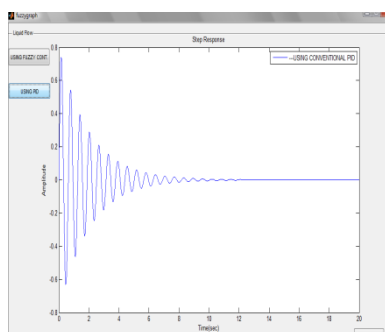 fuzzygraph
Liquid Flow
Step Response
USING FUZZY CONT.
USING PID
---USING CONVENTIONAL PID
0.8
0.6
0.4
0.2
0
-0.2
-0.4
-0.6
-0.8
Amplitude
0 2 4 6 8 10 12 14 16 18 20
Time(sec)